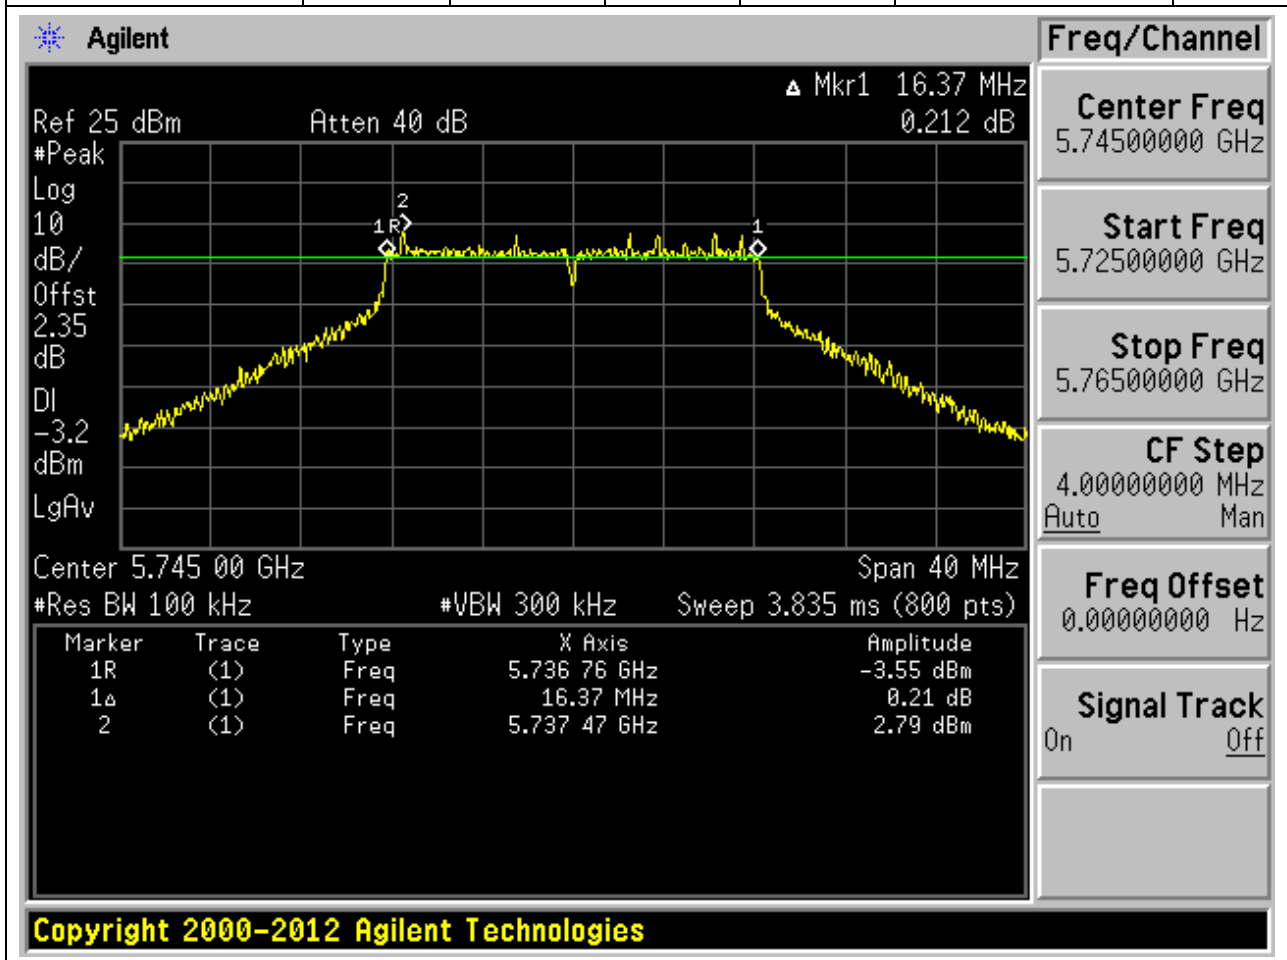 Agilent
Freq/Channel
Δ Mkr1 16.37 MHz
Ref 25 dBm Atten 40 dB 0.212 dB
#Peak
Log
10
dB/
Offst
2.35
dB
DI
-3.2
dBm
LgAv
1R
2
1
Center 5.745 00 GHz Span 40 MHz
#Res BW 100 kHz #VBW 300 kHz Sweep 3.835 ms (800 pts)
Marker Trace Type X Axis Amplitude
1R (1) Freq 5.736 76 GHz -3.55 dBm
1Δ (1) Freq 16.37 MHz 0.21 dB
2 (1) Freq 5.737 47 GHz 2.79 dBm
Center Freq
5.74500000 GHz
Start Freq
5.72500000 GHz
Stop Freq
5.76500000 GHz
CF Step
4.00000000 MHz
Auto Man
Freq Offset
0.00000000 Hz
Signal Track
On Off
Copyright 2000-2012 Agilent Technologies